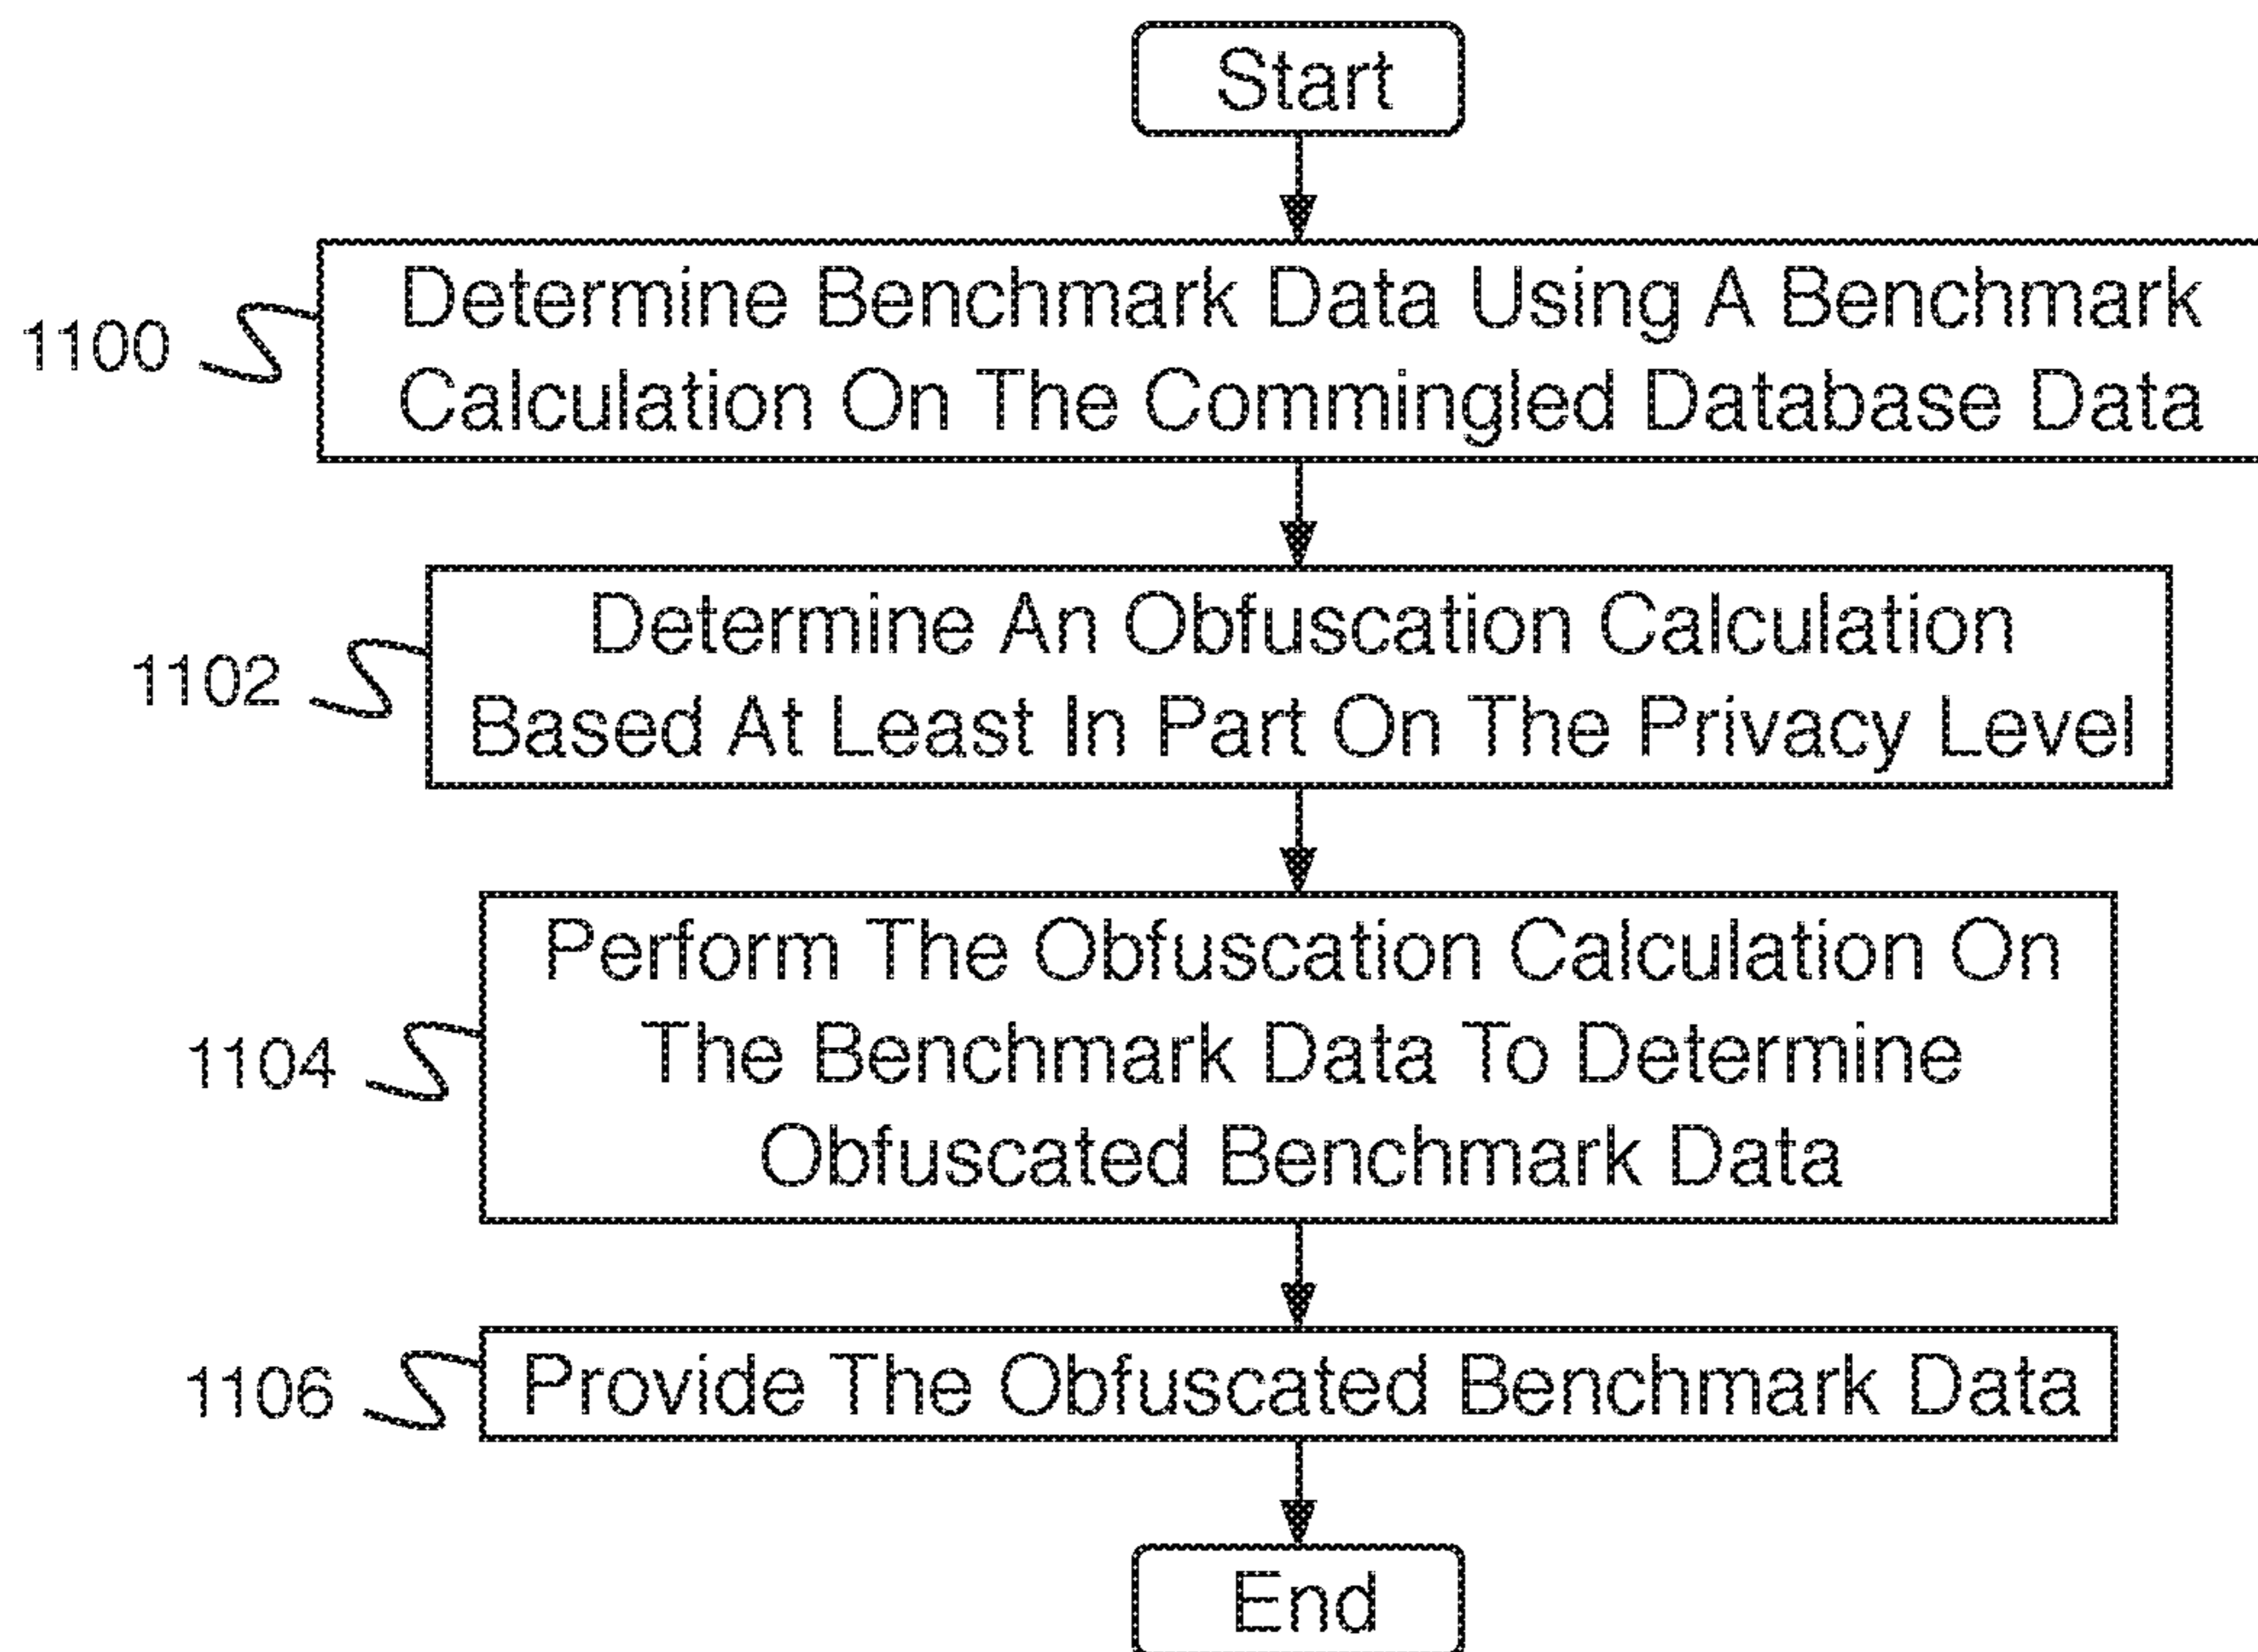 Start
1100
Determine Benchmark Data Using A Benchmark
Calculation On The Commingled Database Data
1102
Determine An Obfuscation Calculation
Based At Least In Part On The Privacy Level
1104
Perform The Obfuscation Calculation On
The Benchmark Data To Determine
Obfuscated Benchmark Data
1106
Provide The Obfuscated Benchmark Data
End